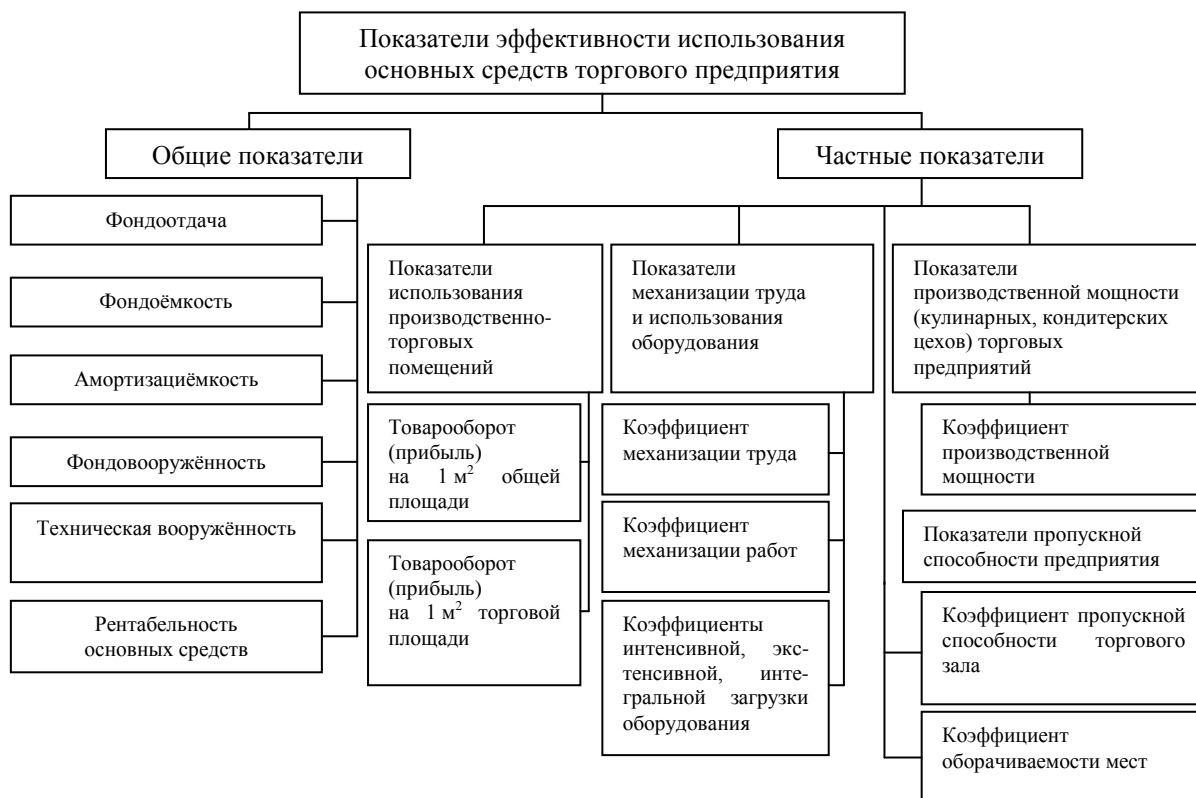 Показатели эффективности использования
основных средств торгового предприятия
Общие показатели
Частные показатели
Фондоотдача
Фондоёмкость
Амортизациёмкость
Фондовооружённость
Техническая вооружённость
Рентабельность
основных средств
Показатели
использования
производственно-
торговых
помещений
Товарооборот
(прибыль)
на 1 м² общей
площади
Товарооборот
(прибыль)
на 1 м² торговой
площади
Показатели
механизации труда
и использования
оборудования
Коэффициент
механизации труда
Коэффициент
механизации работ
Коэффициенты
интенсивной, экс-
тенсивной, инте-
гральной загрузки
оборудования
Показатели
производственной мощности
(кулинарных, кондитерских
цехов) торговых
предприятий
Коэффициент
производственной
мощности
Показатели пропускной
способности предприятия
Коэффициент пропускной
способности торгового
зала
Коэффициент
оборачиваемости мест